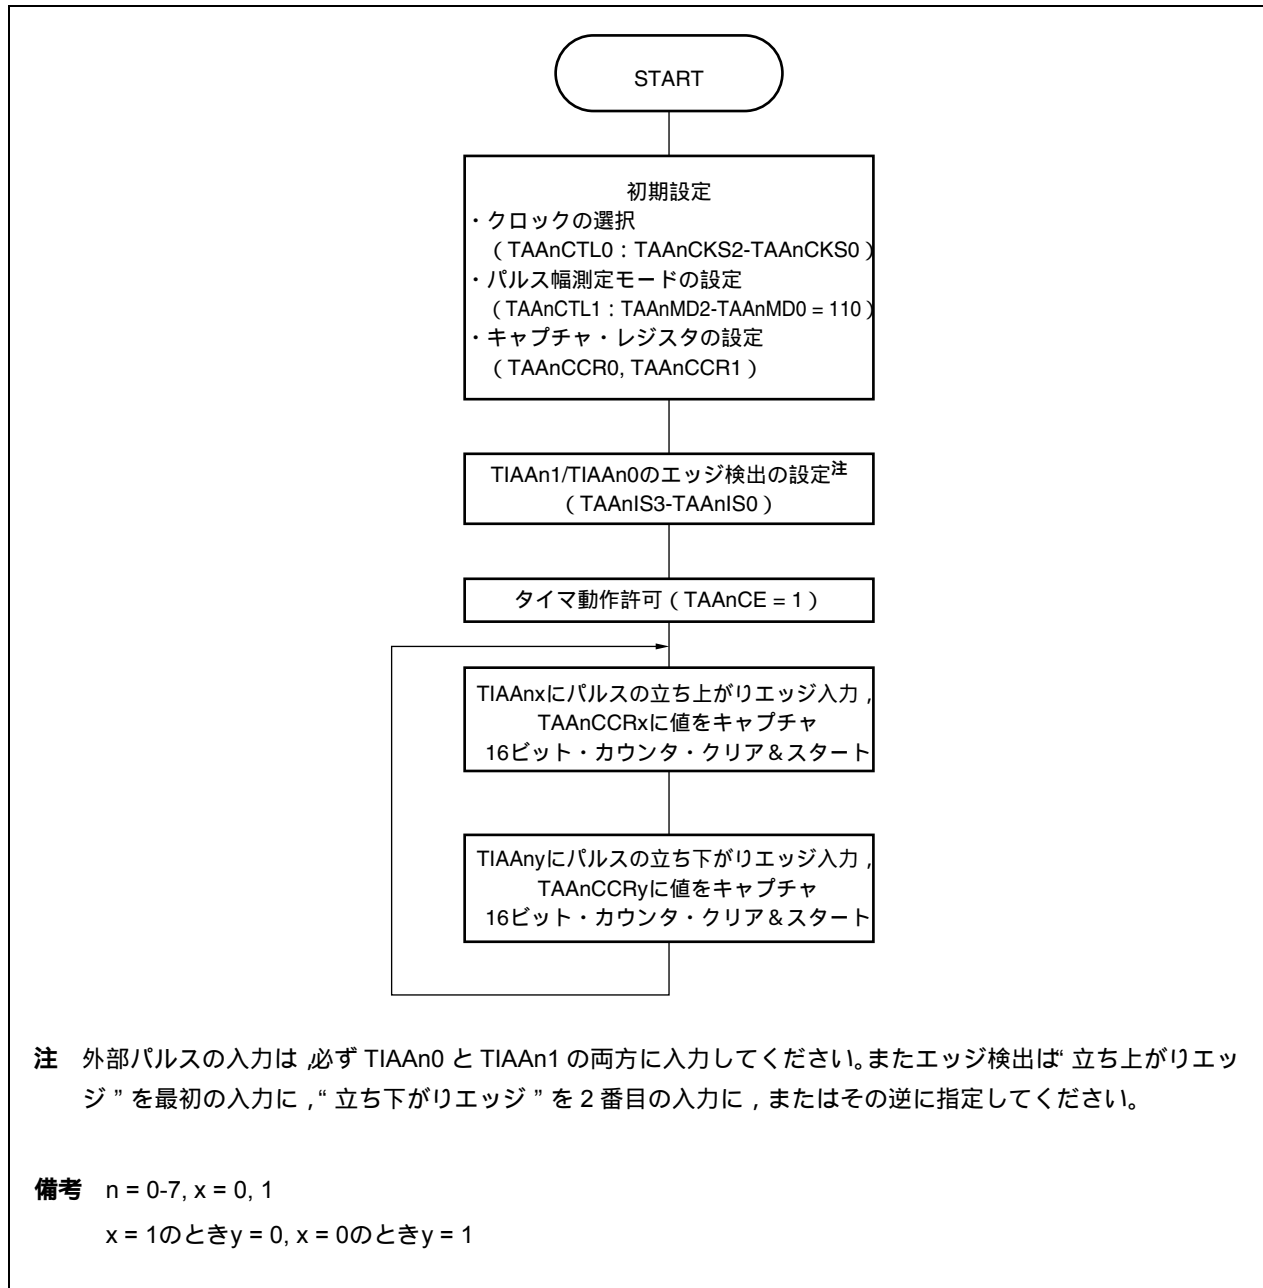 START
初期設定
・クロックの選択
（TAAnCTL0：TAAnCKS2-TAAnCKS0）
・パルス幅測定モードの設定
（TAAnCTL1：TAAnMD2-TAAnMD0 = 110）
・キャプチャ・レジスタの設定
（TAAnCCR0, TAAnCCR1）
TIAAn1/TIAAn0のエッジ検出の設定注
（TAAnIS3-TAAnIS0）
タイマ動作許可（TAAnCE = 1）
TIAAnxにパルスの立ち上がりエッジ入力，
TAAnCCRxに値をキャプチャ
16ビット・カウンタ・クリア＆スタート
TIAAnyにパルスの立ち下がりエッジ入力，
TAAnCCRyに値をキャプチャ
16ビット・カウンタ・クリア＆スタート
注 外部パルスの入力は，必ず TIAAn0 と TIAAn1 の両方に入力してください。またエッジ検出は“立ち上がりエッ
ジ”を最初の入力に，“立ち下がりエッジ”を2番目の入力に，またはその逆に指定してください。
備考 n = 0-7, x = 0, 1
x = 1のときy = 0, x = 0のときy = 1